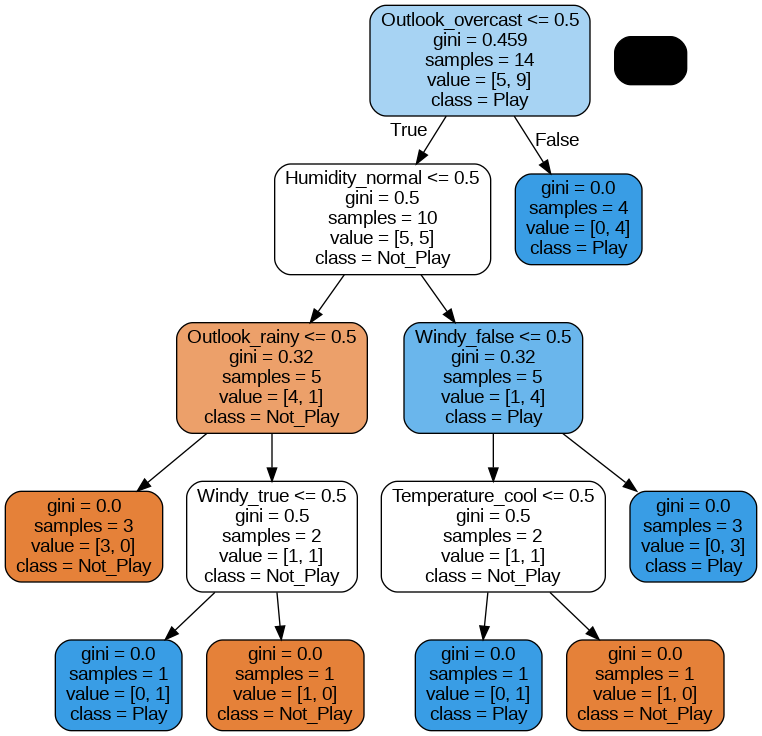 Outlook_overcast <= 0.5
gini = 0.459
samples = 14
value = [5, 9]
class = Play
True
False
Humidity_normal <= 0.5
gini = 0.5
samples = 10
value = [5, 5]
class = Not_Play
gini = 0.0
samples = 4
value = [0, 4]
class = Play
Outlook_rainy <= 0.5
gini = 0.32
samples = 5
value = [4, 1]
class = Not_Play
Windy_false <= 0.5
gini = 0.32
samples = 5
value = [1, 4]
class = Play
gini = 0.0
samples = 3
value = [3, 0]
class = Not_Play
Windy_true <= 0.5
gini = 0.5
samples = 2
value = [1, 1]
class = Not_Play
Temperature_cool <= 0.5
gini = 0.5
samples = 2
value = [1, 1]
class = Not_Play
gini = 0.0
samples = 3
value = [0, 3]
class = Play
gini = 0.0
samples = 1
value = [0, 1]
class = Play
gini = 0.0
samples = 1
value = [1, 0]
class = Not_Play
gini = 0.0
samples = 1
value = [0, 1]
class = Play
gini = 0.0
samples = 1
value = [1, 0]
class = Not_Play